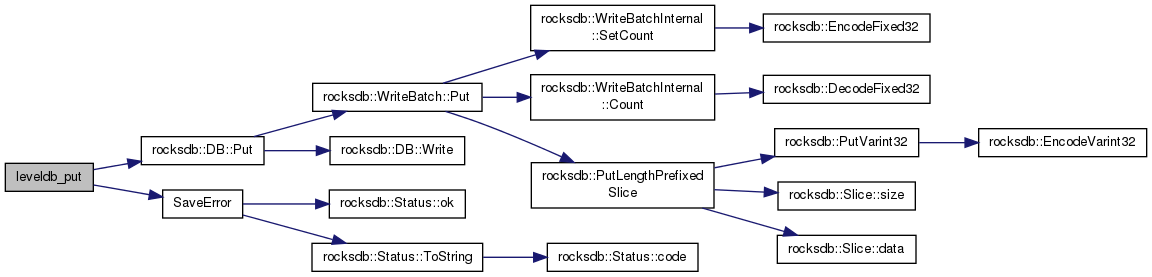 rocksdb::WriteBatchInternal
::SetCount
rocksdb::EncodeFixed32
rocksdb::WriteBatch::Put
rocksdb::WriteBatchInternal
::Count
rocksdb::DecodeFixed32
rocksdb::DB::Put
rocksdb::DB::Write
rocksdb::PutVarint32
rocksdb::EncodeVarint32
leveldb_put
rocksdb::PutLengthPrefixed
Slice
rocksdb::Slice::size
SaveError
rocksdb::Status::ok
rocksdb::Slice::data
rocksdb::Status::ToString
rocksdb::Status::code